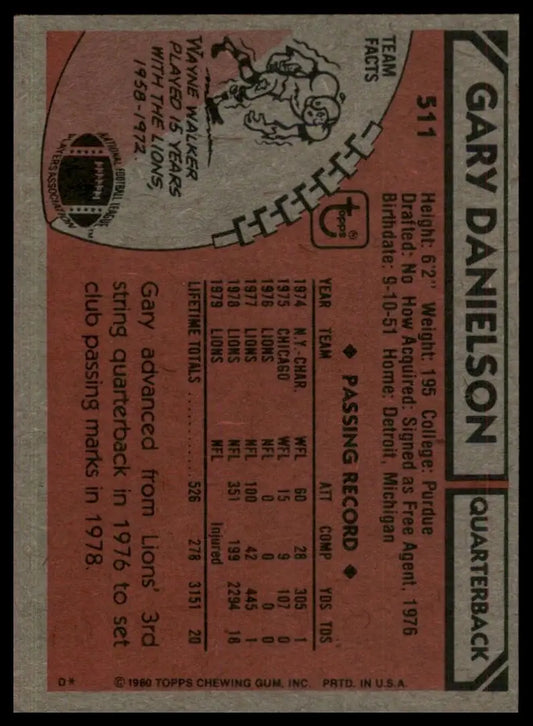 GARY DANIELSON
QUARTERBACK
511
Height: 6'2" Weight: 195 College: Purdue
Drafted: No How Acquired: Signed as Free Agent, 1976
Birthdate: 9-10-51 Home: Detroit, Michigan
TEAM
FACTS
WAYNE WALKER
PLAYED 15 YEARS
WITH THE LIONS,
1958-1972
NATIONAL FOOTBALL LEAGUE
PLAYERS ASSOCIATION
topps®
◆ PASSING RECORD ◆
YEAR TEAM ATT COMP YDS TDS
1974 N.Y.-CHAR. WFL 60 28 305 1
1975 CHICAGO WFL 15 9 107 0
1976 LIONS NFL 0 0 0 0
1977 LIONS NFL 100 42 445 1
1978 LIONS NFL 351 199 2294 18
1979 LIONS NFL Injured
LIFETIME TOTALS .......... 526 278 3151 20
Gary advanced from Lions' 3rd
string quarterback in 1976 to set
club passing marks in 1978.
© 1980 TOPPS CHEWING GUM, INC. PRTD. IN U.S.A.
D*